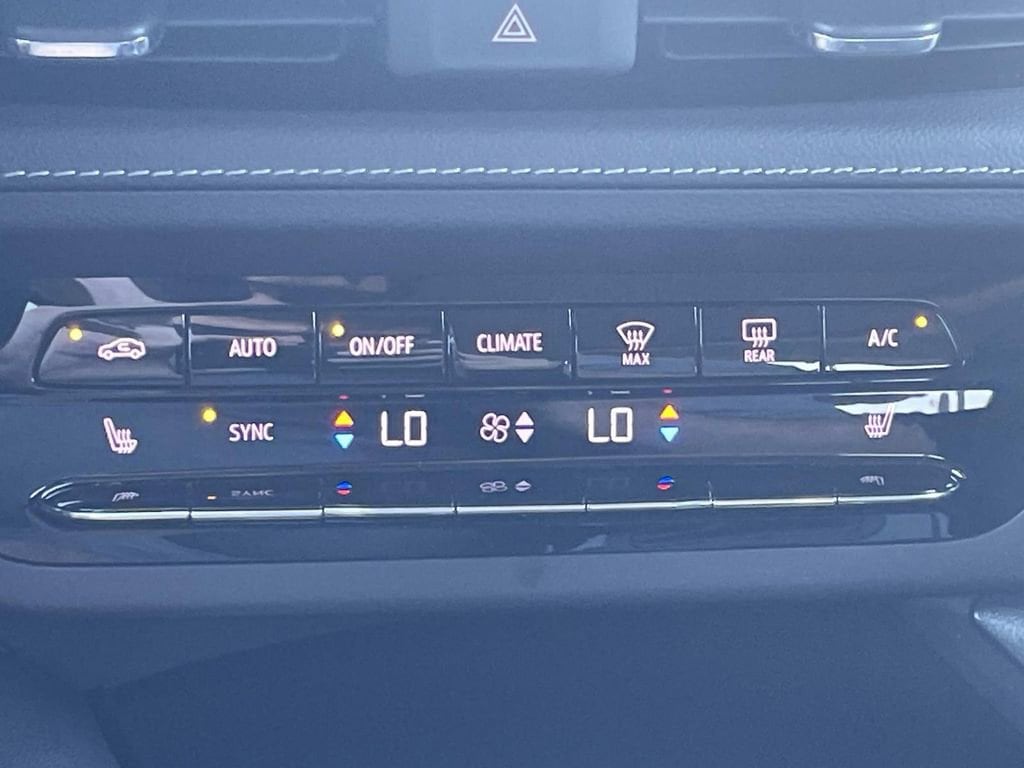 AUTO ON/OFF CLIMATE MAX REAR A/C
SYNC LO LO